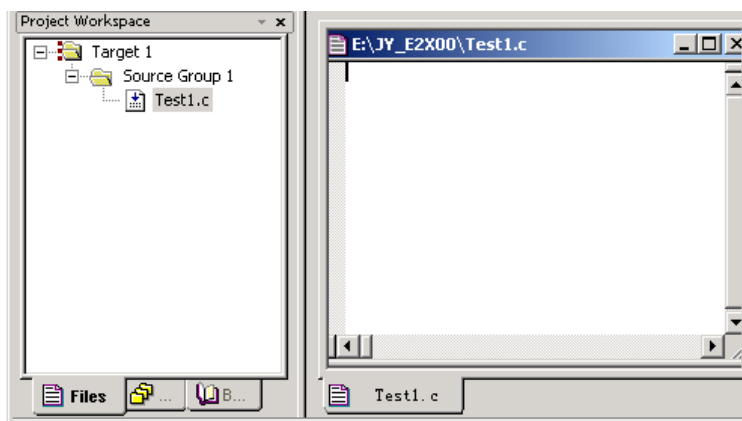 Project Workspace
Target 1
Source Group 1
Test1.c
Files
...
B...
E:\JY_E2X00\Test1.c
Test1.c